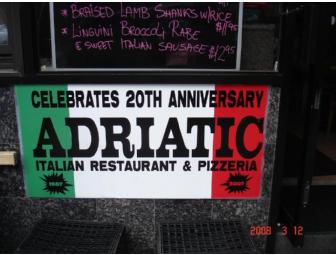 * BRAISED LAMB SHANKS W/RICE
* LINGUINI BROCCOLI RABE
& SWEET ITALIAN SAUSAGE $12.95
CELEBRATES 20TH ANNIVERSARY
ADRIATIC
ITALIAN RESTAURANT & PIZZERIA
2008 3 12